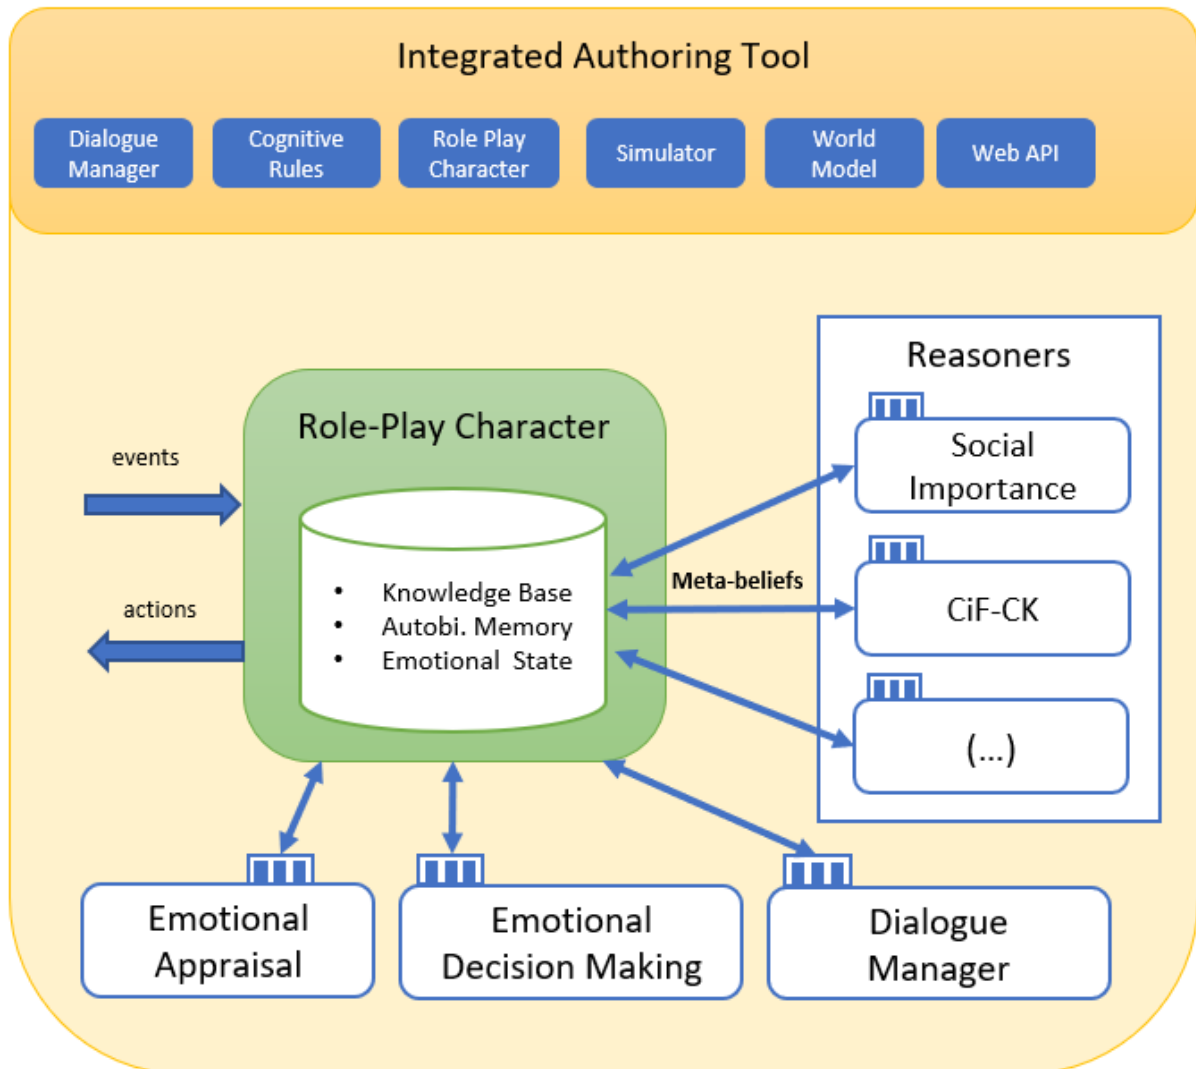 Integrated Authoring Tool
Dialogue
Manager
Cognitive
Rules
Role Play
Character
Simulator
World
Model
Web API
Reasoners
Social
Importance
CiF-CK
(...)
Role-Play Character
• Knowledge Base
• Autobi. Memory
• Emotional State
events
actions
Meta-beliefs
Emotional
Appraisal
Emotional
Decision Making
Dialogue
Manager